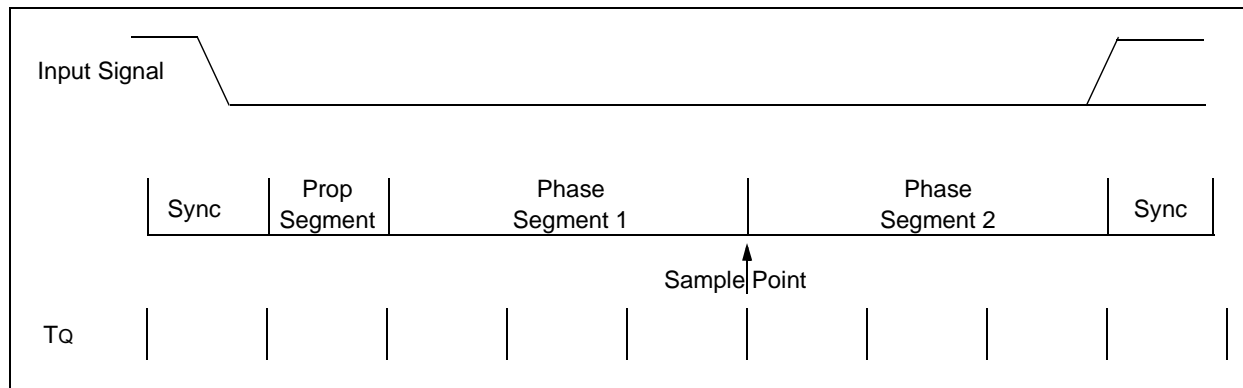 Input Signal
Sync
Prop
Segment
Phase
Segment 1
Phase
Segment 2
Sync
Sample Point
TQ